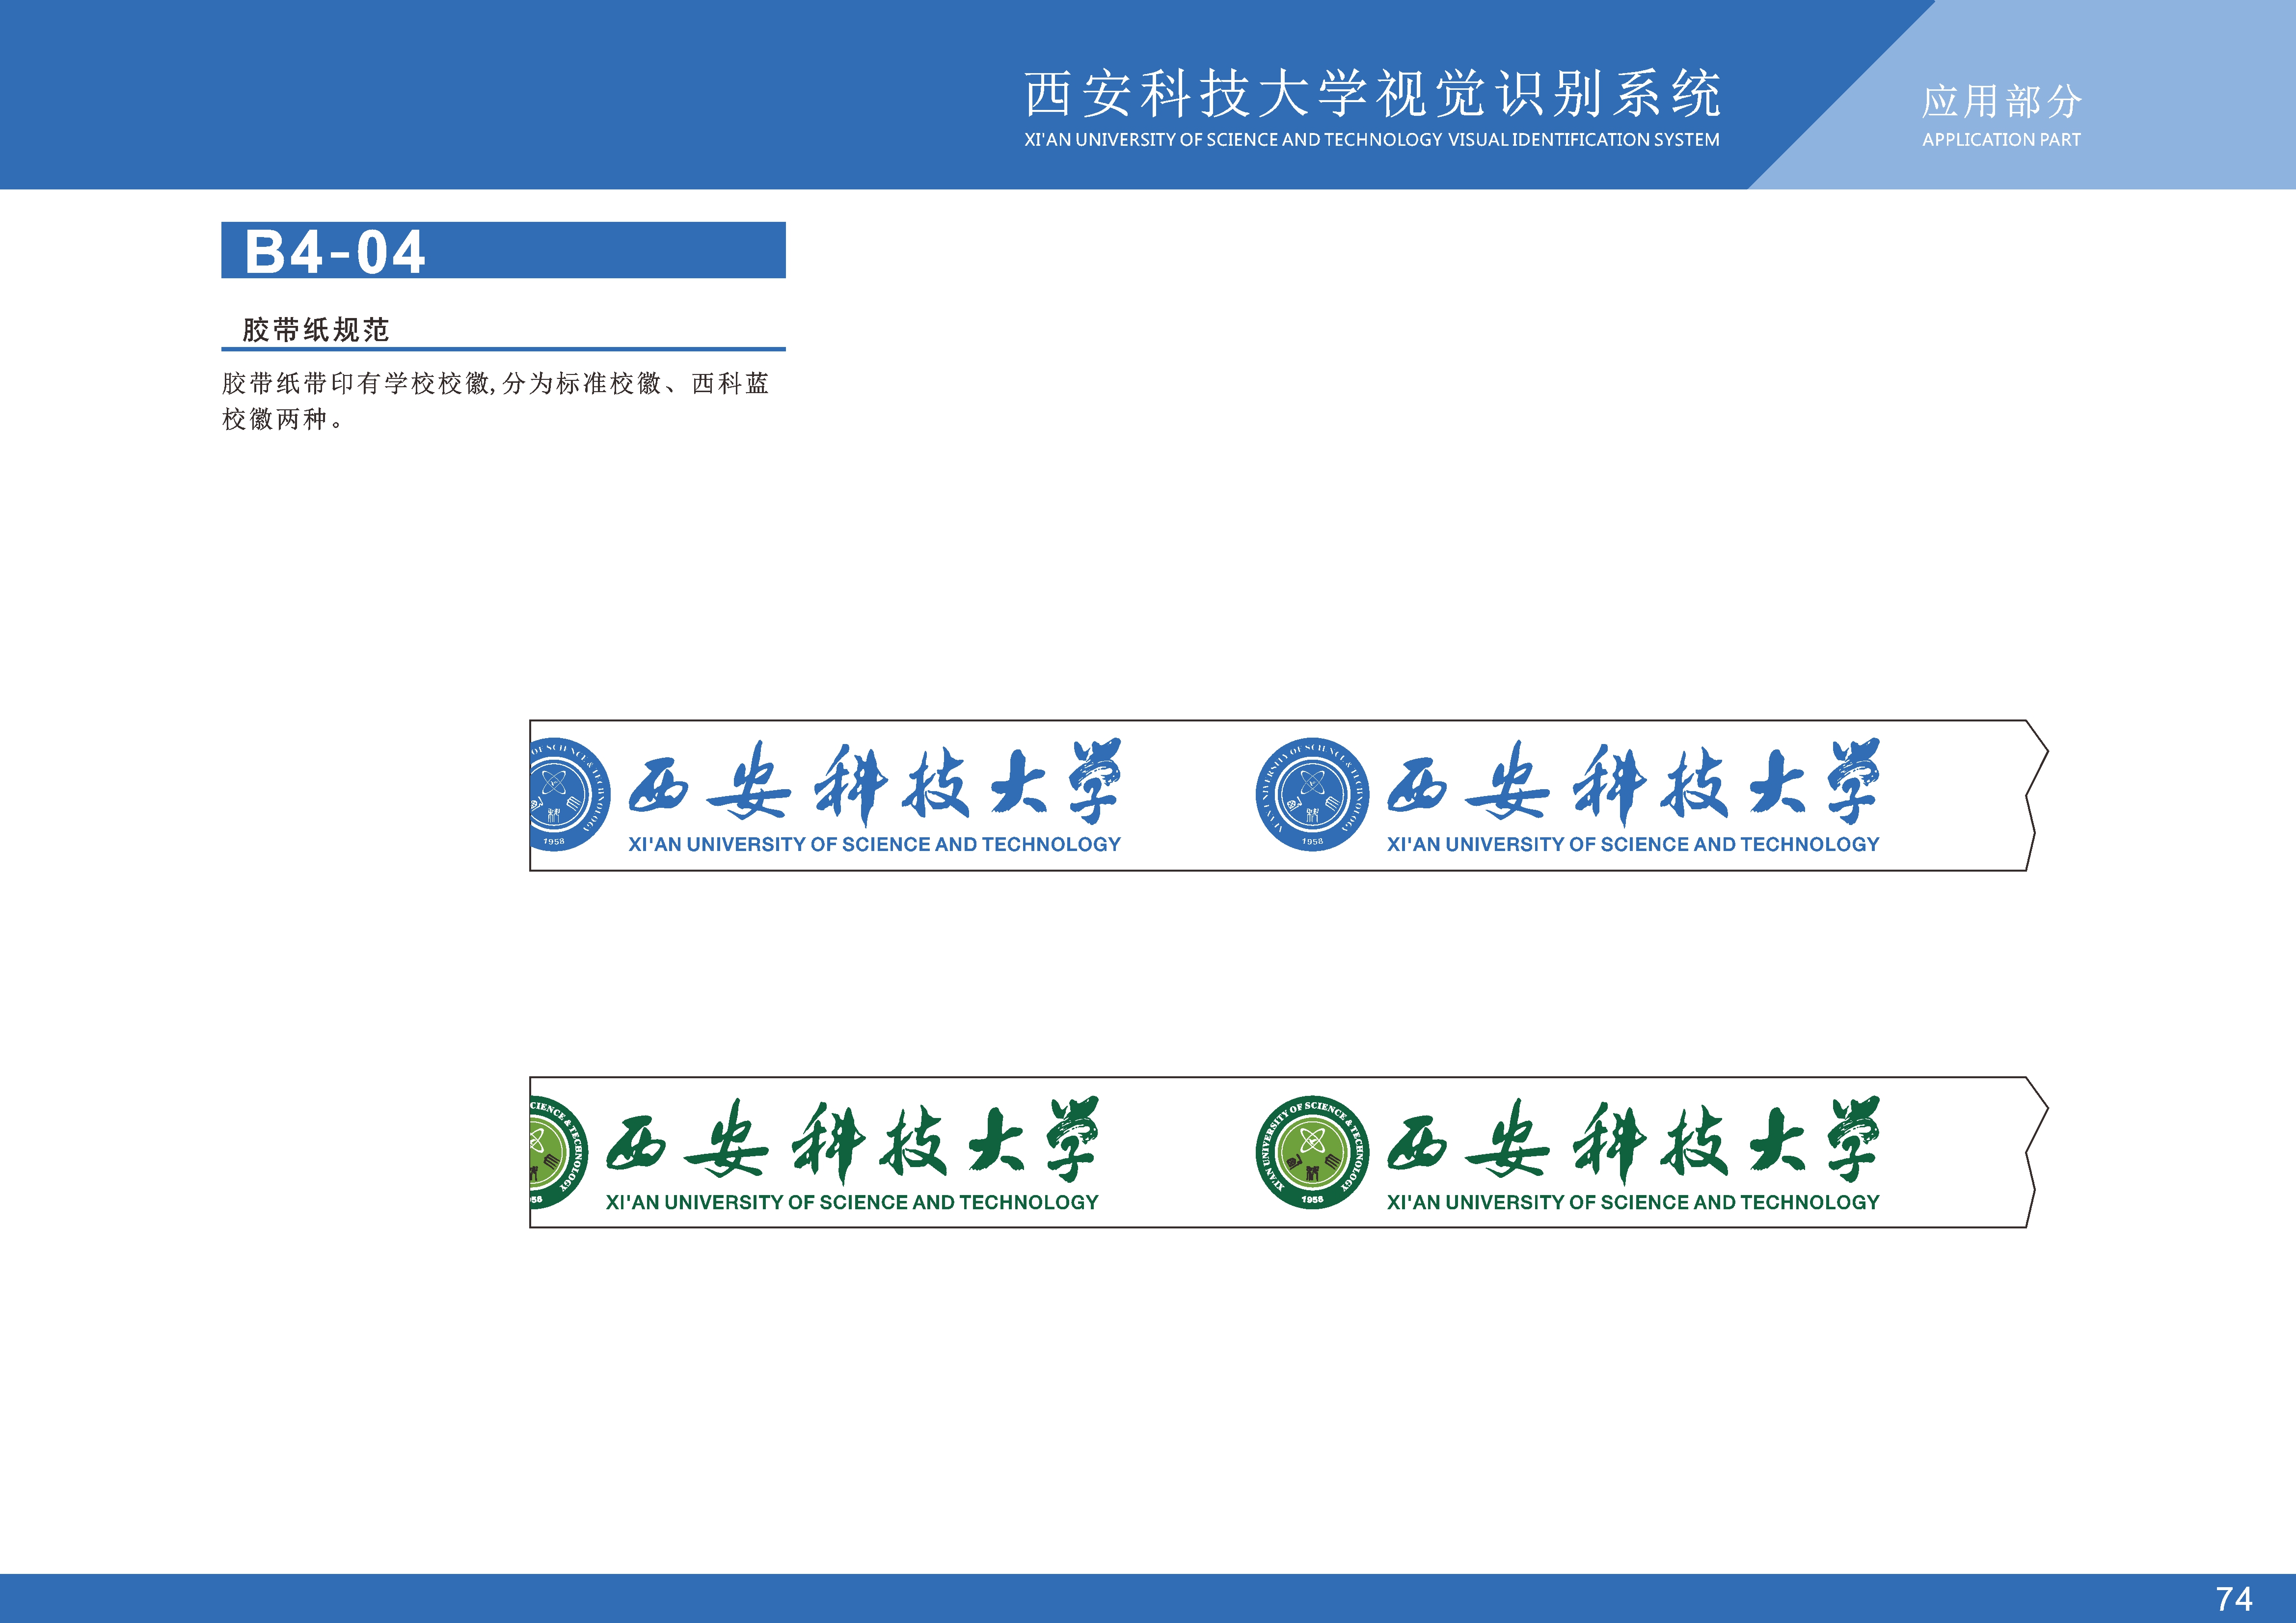 西安科技大学视觉识别系统
XI'AN UNIVERSITY OF SCIENCE AND TECHNOLOGY VISUAL IDENTIFICATION SYSTEM
应用部分
APPLICATION PART
B4-04
胶带纸规范
胶带纸带印有学校校徽,分为标准校徽、西科蓝
校徽两种。
OF SCIENCE & TECHNOLOGY
1958
西安科技大学
XI'AN UNIVERSITY OF SCIENCE AND TECHNOLOGY
XI'AN UNIVERSITY OF SCIENCE & TECHNOLOGY
1958
西安科技大学
XI'AN UNIVERSITY OF SCIENCE AND TECHNOLOGY
CIENCE & TECHNOLOGY
58
西安科技大学
XI'AN UNIVERSITY OF SCIENCE AND TECHNOLOGY
XI'AN UNIVERSITY OF SCIENCE & TECHNOLOGY
1958
西安科技大学
XI'AN UNIVERSITY OF SCIENCE AND TECHNOLOGY
74